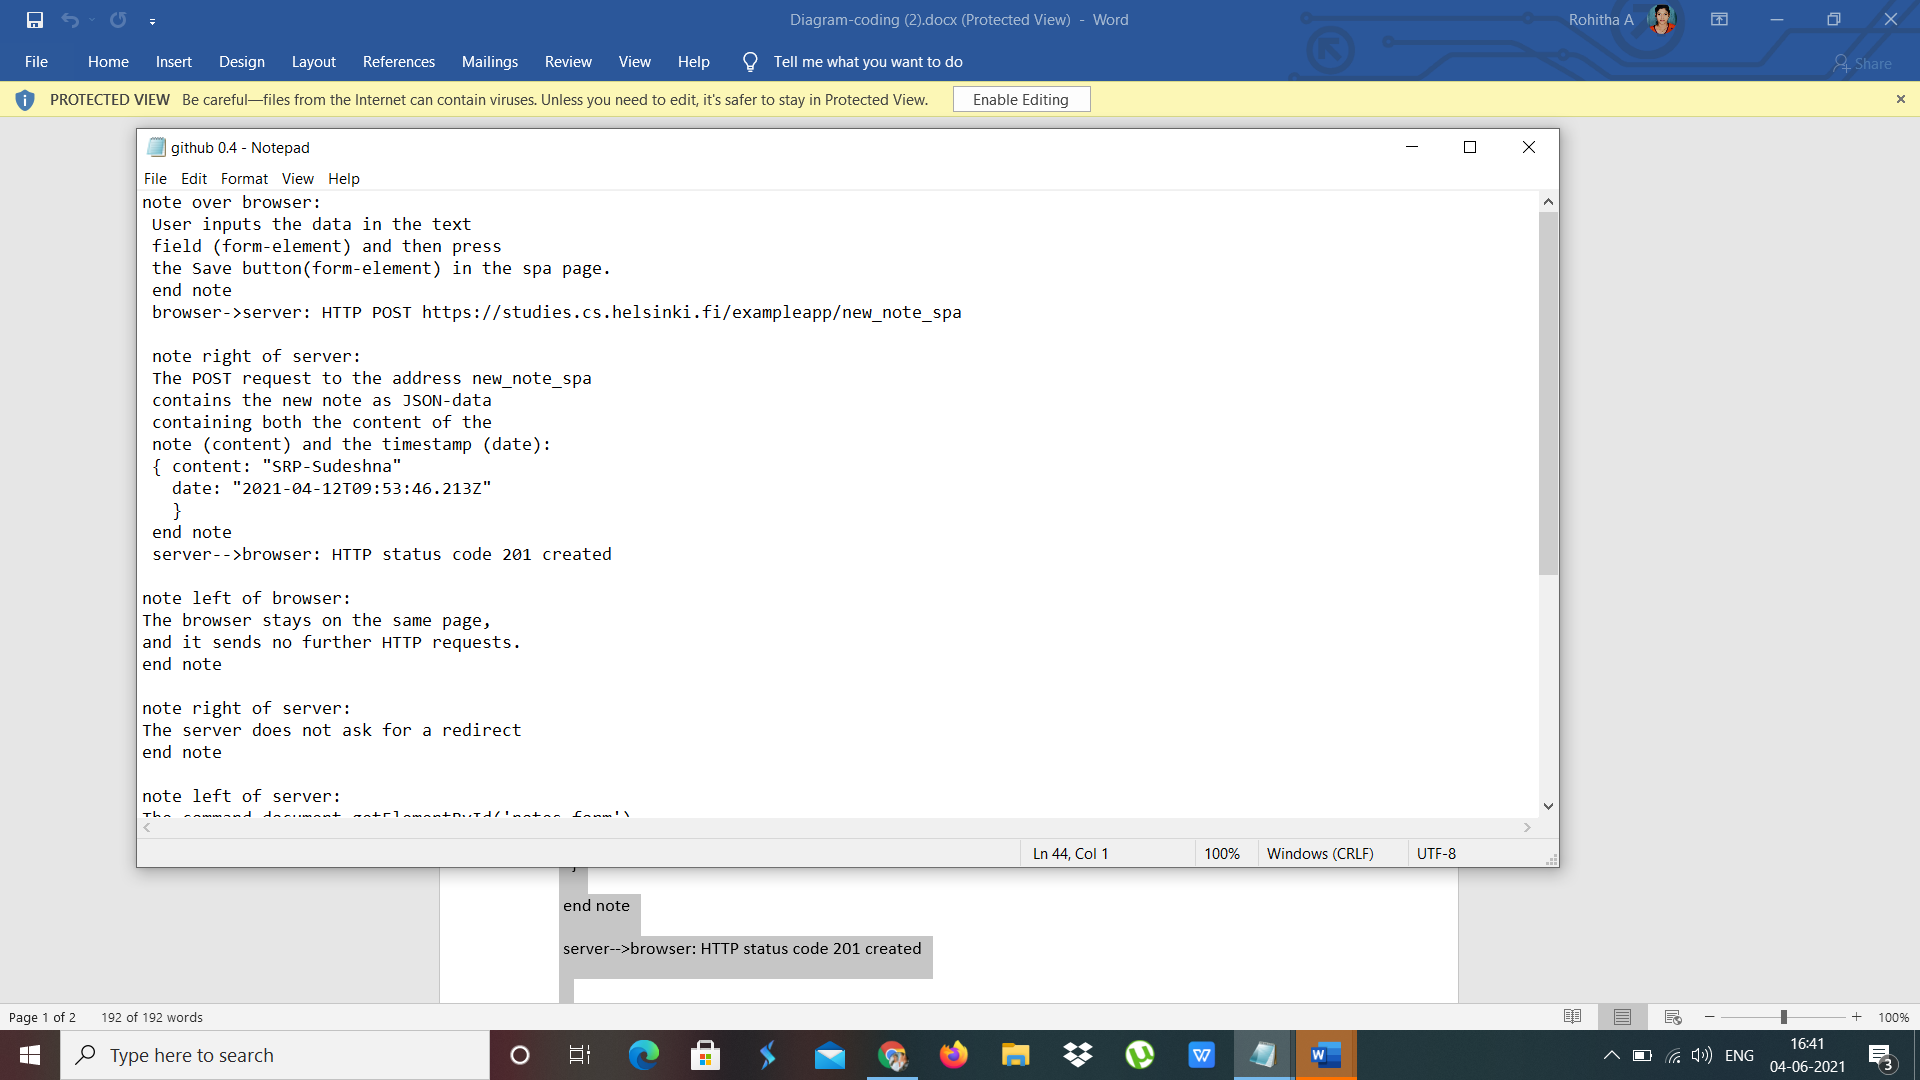 Diagram-coding (2).docx (Protected View) - Word
Rohitha A
File Home Insert Design Layout References Mailings Review View Help Tell me what you want to do
Share
PROTECTED VIEW Be careful—files from the Internet can contain viruses. Unless you need to edit, it's safer to stay in Protected View. Enable Editing
github 0.4 - Notepad
File Edit Format View Help
note over browser:
User inputs the data in the text
field (form-element) and then press
the Save button(form-element) in the spa page.
end note
browser->server: HTTP POST https://studies.cs.helsinki.fi/exampleapp/new_note_spa
note right of server:
The POST request to the address new_note_spa
contains the new note as JSON-data
containing both the content of the
note (content) and the timestamp (date):
{ content: "SRP-Sudeshna"
date: "2021-04-12T09:53:46.213Z"
}
end note
server-->browser: HTTP status code 201 created
note left of browser:
The browser stays on the same page,
and it sends no further HTTP requests.
end note
note right of server:
The server does not ask for a redirect
end note
note left of server:
The command document.getElementById('notes_form')
Ln 44, Col 1 100% Windows (CRLF) UTF-8
end note
server-->browser: HTTP status code 201 created
Page 1 of 2 192 of 192 words
100%
Type here to search
ENG
16:41
04-06-2021
3